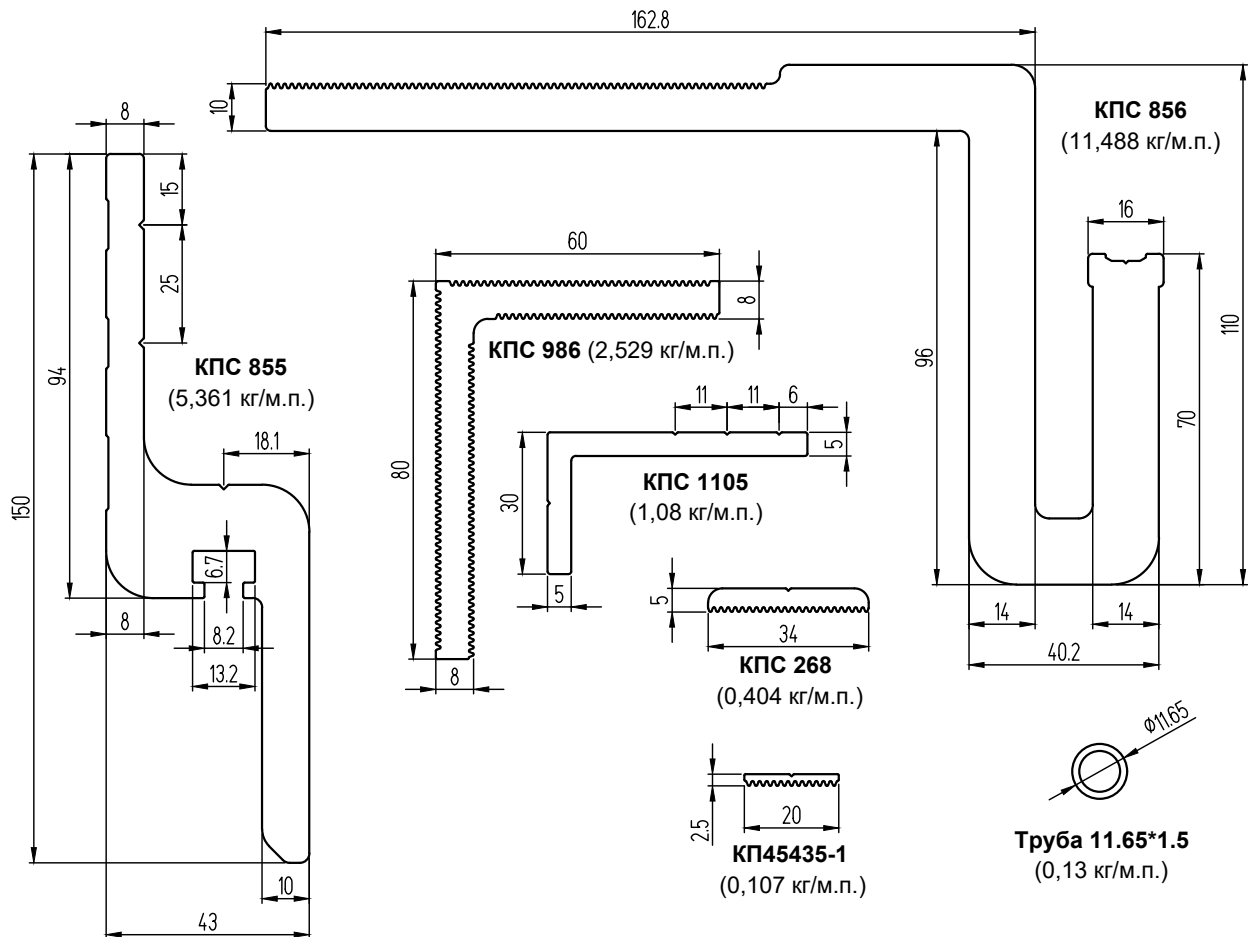 162.8
10
8
КПС 856
(11,488 кг/м.п.)
15
16
60
25
8
110
КПС 986 (2,529 кг/м.п.)
КПС 855
(5,361 кг/м.п.)
94
96
11
11
6
18.1
5
70
80
150
30
КПС 1105
(1,08 кг/м.п.)
6.7
5
5
8
8.2
14
14
34
13.2
8
КПС 268
(0,404 кг/м.п.)
40.2
Ø11.65
2.5
20
КП45435-1
(0,107 кг/м.п.)
Труба 11.65*1.5
(0,13 кг/м.п.)
10
43